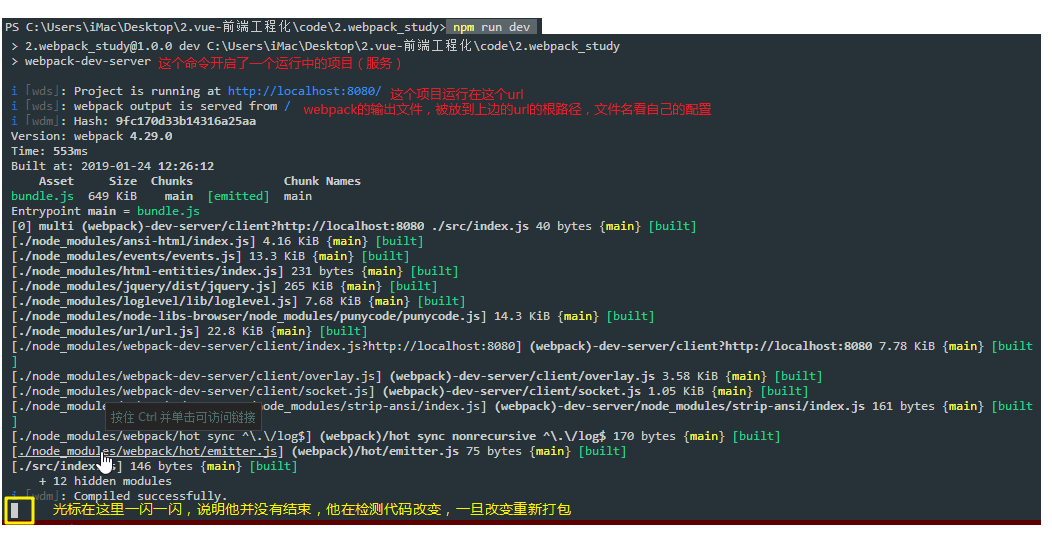 PS C:\Users\iMac\Desktop\2.vue-前端工程化\code\2.webpack_study> npm run dev
> 2.webpack_study@1.0.0 dev C:\Users\iMac\Desktop\2.vue-前端工程化\code\2.webpack_study
> webpack-dev-server 这个命令开启了一个运行中的项目（服务）
i ｢wds｣: Project is running at http://localhost:8080/ 这个项目运行在这个url
i ｢wds｣: webpack output is served from / webpack的输出文件，被放到上边的url的根路径，文件名看自己的配置
i ｢wdm｣: Hash: 9fc170d33b14316a25aa
Version: webpack 4.29.0
Time: 553ms
Built at: 2019-01-24 12:26:12
Asset Size Chunks Chunk Names
bundle.js 649 KiB main [emitted] main
Entrypoint main = bundle.js
[0] multi (webpack)-dev-server/client?http://localhost:8080 ./src/index.js 40 bytes {main} [built]
[./node_modules/ansi-html/index.js] 4.16 KiB {main} [built]
[./node_modules/events/events.js] 13.3 KiB {main} [built]
[./node_modules/html-entities/index.js] 231 bytes {main} [built]
[./node_modules/jquery/dist/jquery.js] 265 KiB {main} [built]
[./node_modules/loglevel/lib/loglevel.js] 7.68 KiB {main} [built]
[./node_modules/node-libs-browser/node_modules/punycode/punycode.js] 14.3 KiB {main} [built]
[./node_modules/url/url.js] 22.8 KiB {main} [built]
[./node_modules/webpack-dev-server/client/index.js?http://localhost:8080] (webpack)-dev-server/client?http://localhost:8080 7.78 KiB {main} [built
]
[./node_modules/webpack-dev-server/client/overlay.js] (webpack)-dev-server/client/overlay.js 3.58 KiB {main} [built]
[./node_modules/webpack-dev-server/client/socket.js] (webpack)-dev-server/client/socket.js 1.05 KiB {main} [built]
[./node_modul node_modules/strip-ansi/index.js] (webpack)-dev-server/node_modules/strip-ansi/index.js 161 bytes {main} [built
按住 Ctrl 并单击可访问链接
]
[./node_modules/webpack/hot sync ^\.\/log$] (webpack)/hot sync nonrecursive ^\.\/log$ 170 bytes {main} [built]
[./node_modules/webpack/hot/emitter.js] (webpack)/hot/emitter.js 75 bytes {main} [built]
[./src/index.js] 146 bytes {main} [built]
+ 12 hidden modules
i ｢wdm｣: Compiled successfully.
光标在这里一闪一闪，说明他并没有结束，他在检测代码改变，一旦改变重新打包